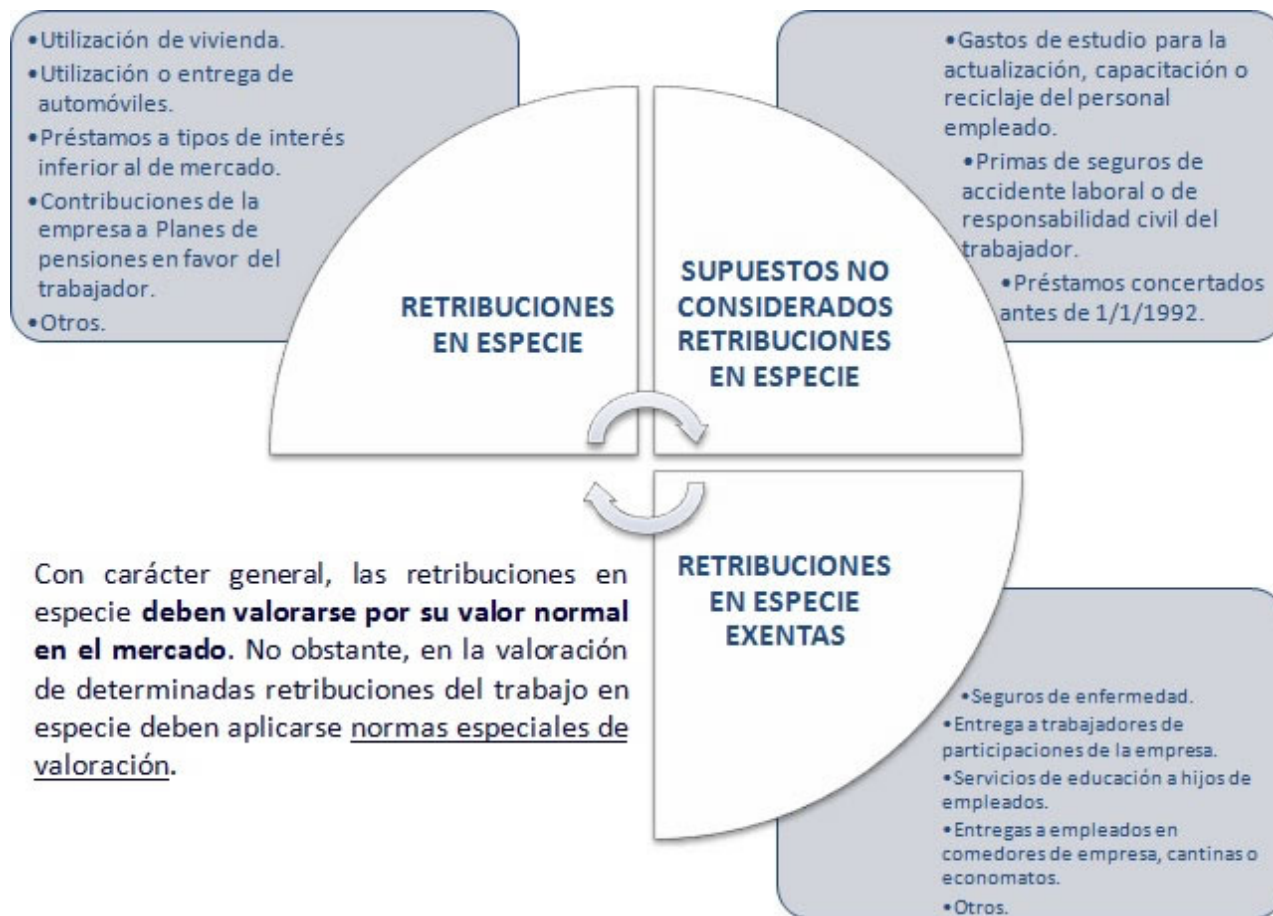 •Utilización de vivienda.
•Utilización o entrega de
automóviles.
•Préstamos a tipos de interés
inferior al de mercado.
•Contribuciones de la
empresa a Planes de
pensiones en favor del
trabajador.
•Otros.
•Gastos de estudio para la
actualización, capacitación o
reciclaje del personal
empleado.
•Primas de seguros de
accidente laboral o de
responsabilidad civil del
trabajador.
•Préstamos concertados
antes de 1/1/1992.
RETRIBUCIONES
EN ESPECIE
SUPUESTOS NO
CONSIDERADOS
RETRIBUCIONES
EN ESPECIE
RETRIBUCIONES
EN ESPECIE
EXENTAS
Con carácter general, las retribuciones en
especie deben valorarse por su valor normal
en el mercado. No obstante, en la valoración
de determinadas retribuciones del trabajo en
especie deben aplicarse normas especiales de
valoración.
•Seguros de enfermedad.
•Entrega a trabajadores de
participaciones de la empresa.
•Servicios de educación a hijos de
empleados.
•Entregas a empleados en
comedores de empresa, cantinas o
economatos.
•Otros.